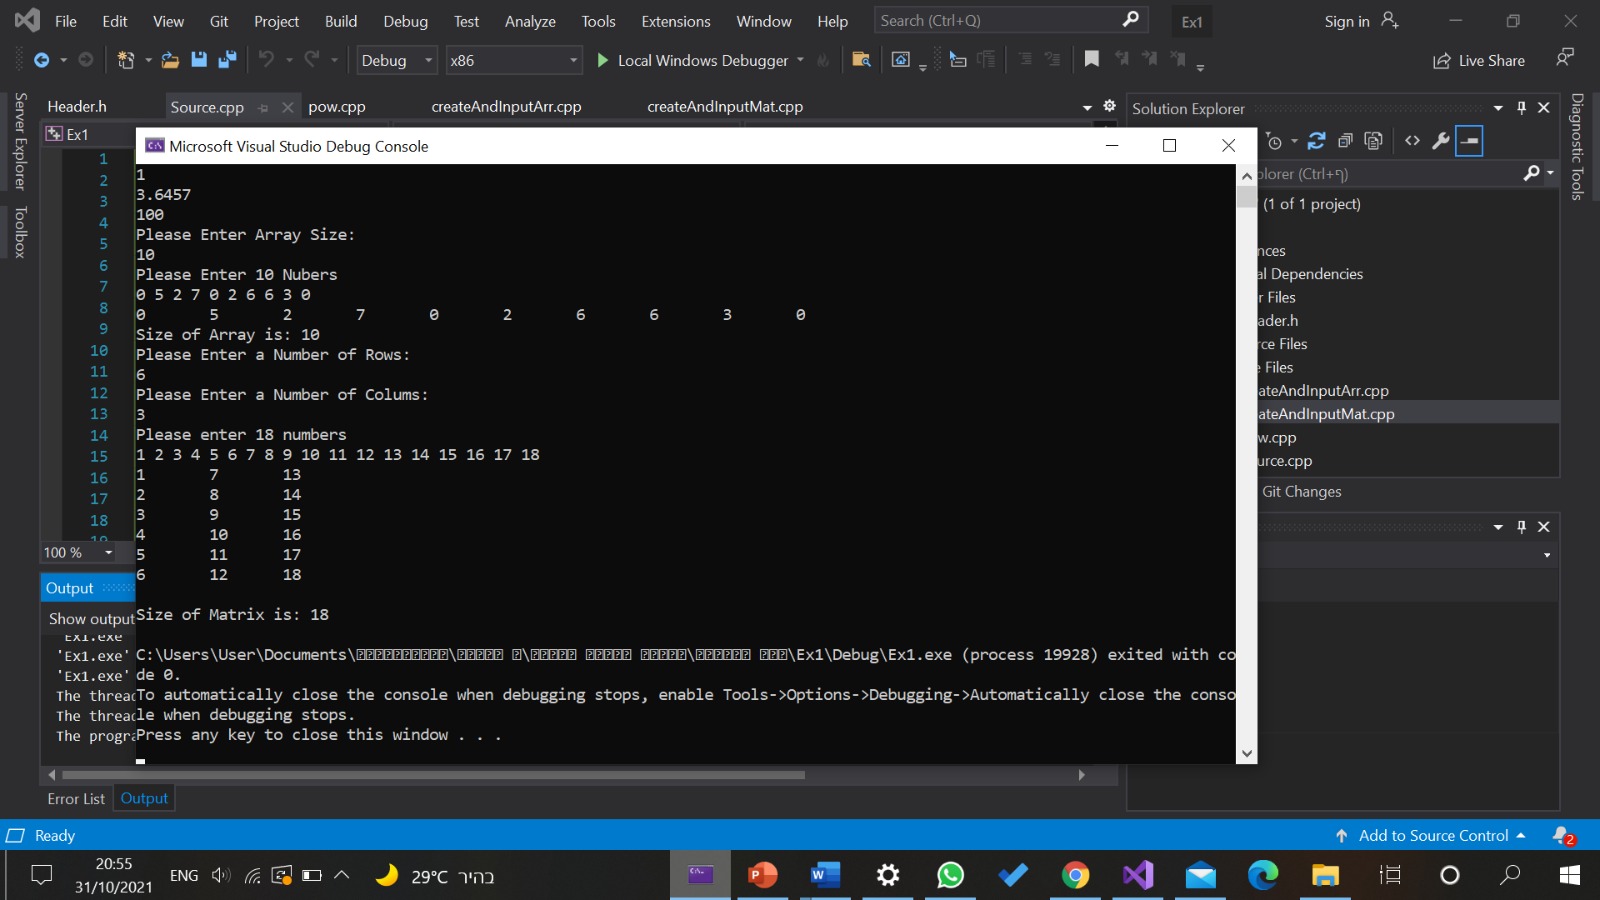 File Edit View Git Project Build Debug Test Analyze Tools Extensions Window Help Search (Ctrl+Q) Ex1 Sign in
Debug x86 Local Windows Debugger Live Share
Server Explorer
Toolbox
Header.h Source.cpp pow.cpp createAndInputArr.cpp createAndInputMat.cpp
Ex1
1
2
3
4
5
6
7
8
9
10
11
12
13
14
15
16
17
18
19
100 %
Microsoft Visual Studio Debug Console
1
3.6457
100
Please Enter Array Size:
10
Please Enter 10 Nubers
0 5 2 7 0 2 6 6 3 0
0 5 2 7 0 2 6 6 3 0
Size of Array is: 10
Please Enter a Number of Rows:
6
Please Enter a Number of Colums:
3
Please enter 18 numbers
1 2 3 4 5 6 7 8 9 10 11 12 13 14 15 16 17 18
1 7 13
2 8 14
3 9 15
4 10 16
5 11 17
6 12 18
Size of Matrix is: 18
\Ex1\Debug\Ex1.exe (process 19928) exited with co
de 0.
To automatically close the console when debugging stops, enable Tools->Options->Debugging->Automatically close the conso
le when debugging stops.
Press any key to close this window . . .
Output
Show output
'Ex1.exe'
'Ex1.exe'
'Ex1.exe'
The threa
The threa
The progra
Error List Output
Solution Explorer
plorer (Ctrl+ף)
(1 of 1 project)
nces
al Dependencies
r Files
ader.h
rce Files
e Files
ateAndInputArr.cpp
ateAndInputMat.cpp
w.cpp
urce.cpp
Git Changes
Diagnostic Tools
Ready Add to Source Control 2
20:55
31/10/2021
ENG
29°C בהיר